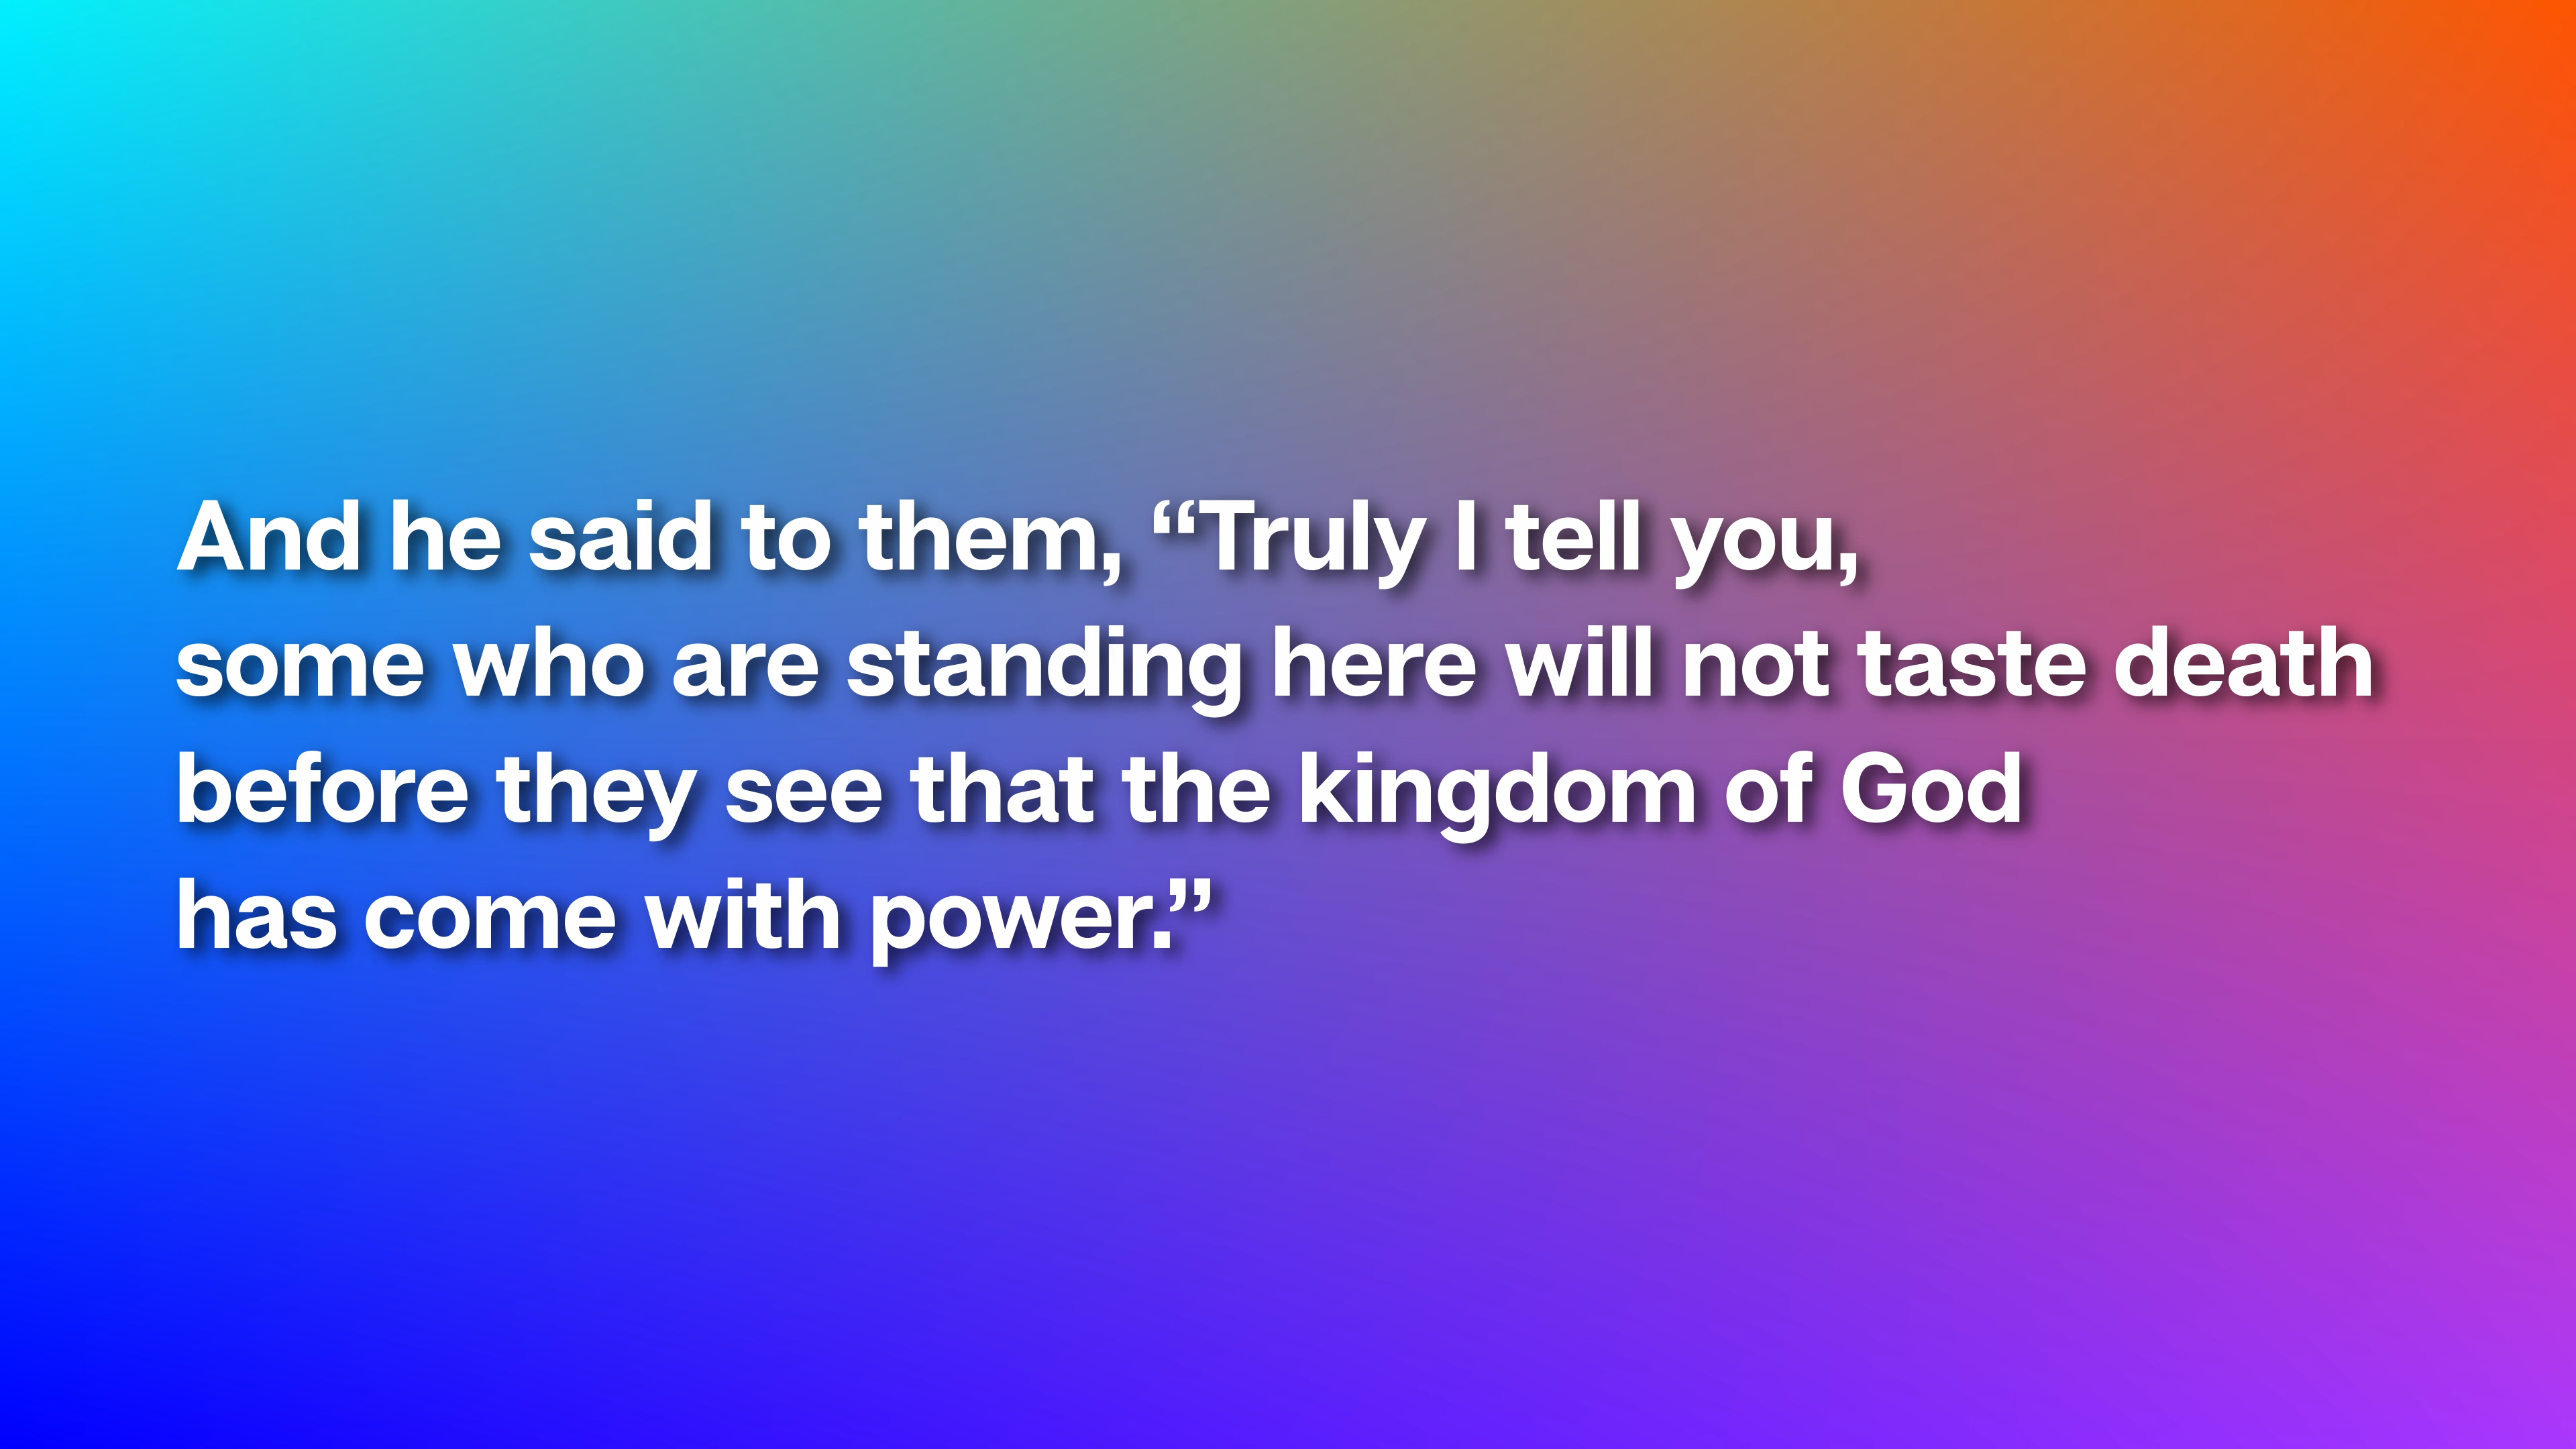 And he said to them, “Truly I tell you,
some who are standing here will not taste death
before they see that the kingdom of God
has come with power.”